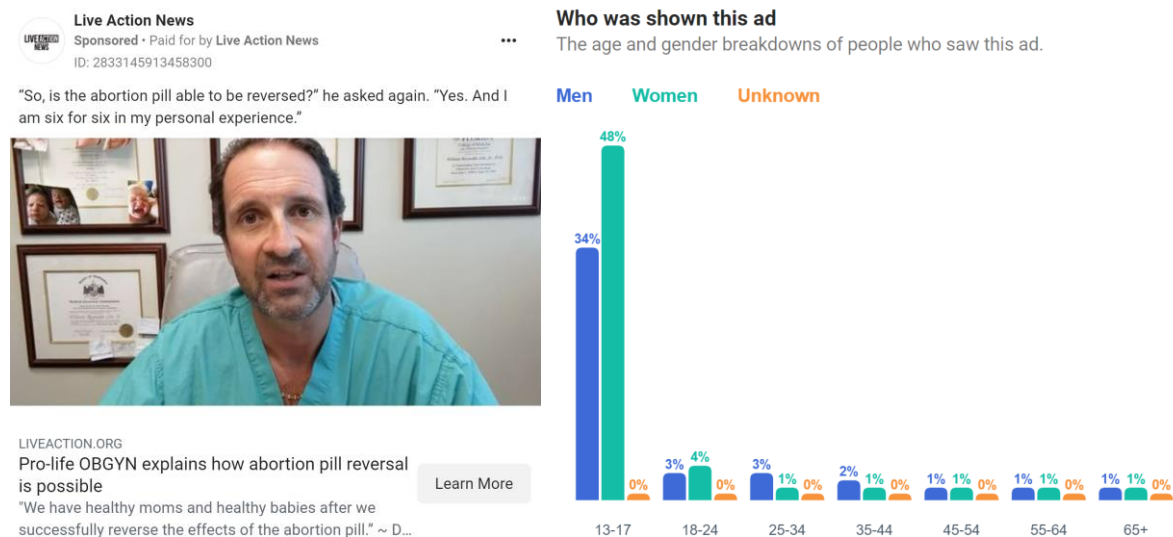 Live Action News
LIVE ACTION
NEWS
Sponsored • Paid for by Live Action News
ID: 2833145913458300
“So, is the abortion pill able to be reversed?” he asked again. “Yes. And I
am six for six in my personal experience.”
LIVEACTION.ORG
Pro-life OBGYN explains how abortion pill reversal
is possible
Learn More
"We have healthy moms and healthy babies after we
successfully reverse the effects of the abortion pill.” ~ D...
Who was shown this ad
The age and gender breakdowns of people who saw this ad.
Men Women Unknown
34% 48% 0%
3% 4% 0%
3% 1% 0%
2% 1% 0%
1% 1% 0%
1% 1% 0%
1% 1% 0%
13-17 18-24 25-34 35-44 45-54 55-64 65+